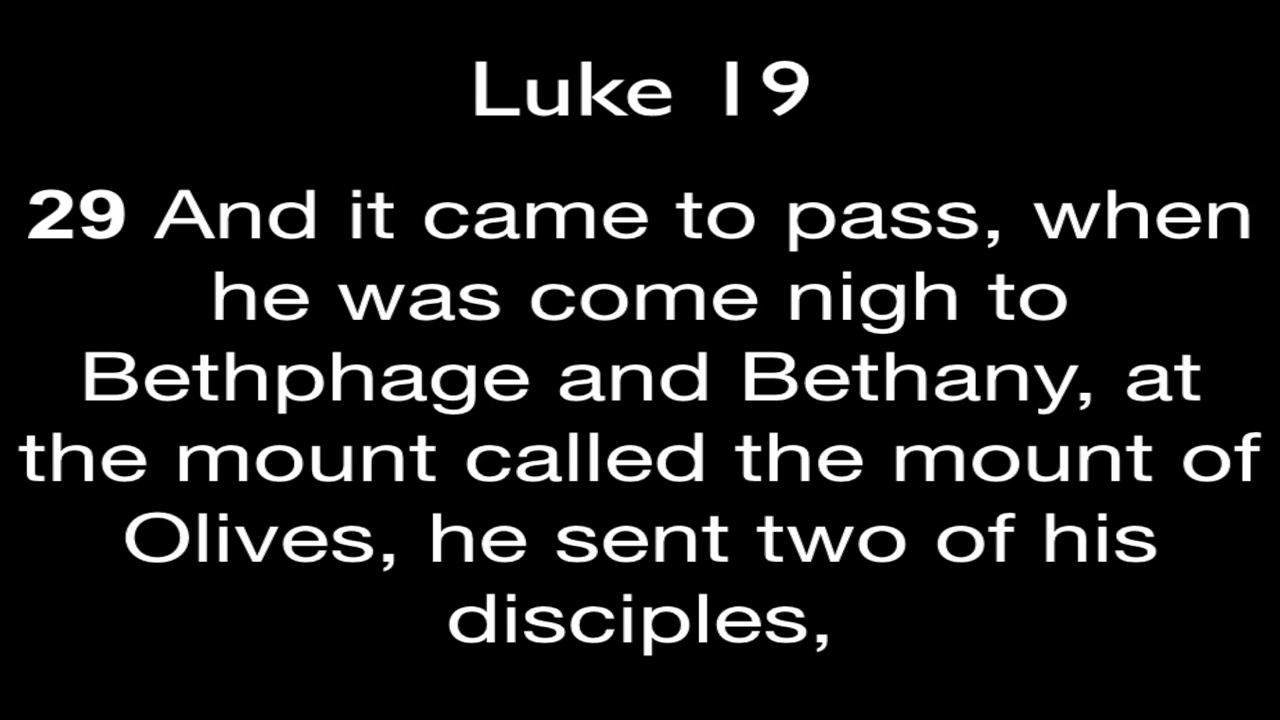 Luke 19
29 And it came to pass, when
he was come nigh to
Bethphage and Bethany, at
the mount called the mount of
Olives, he sent two of his
disciples,